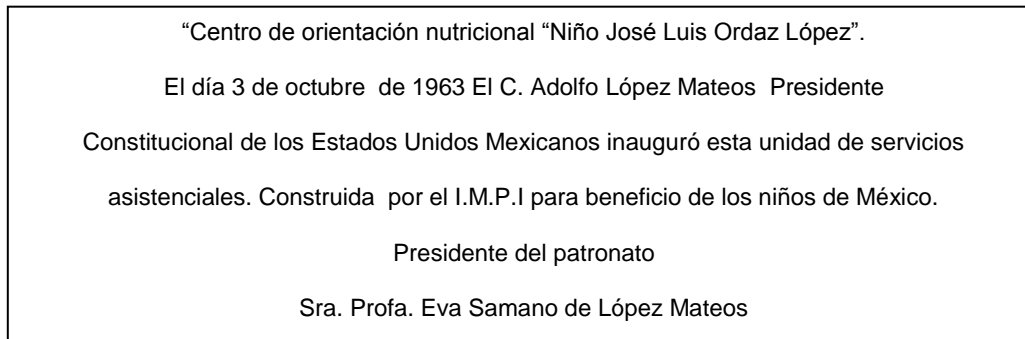 “Centro de orientación nutricional “Niño José Luis Ordaz López”.
El día 3 de octubre de 1963 El C. Adolfo López Mateos Presidente
Constitucional de los Estados Unidos Mexicanos inauguró esta unidad de servicios
asistenciales. Construida por el I.M.P.I para beneficio de los niños de México.
Presidente del patronato
Sra. Profa. Eva Samano de López Mateos